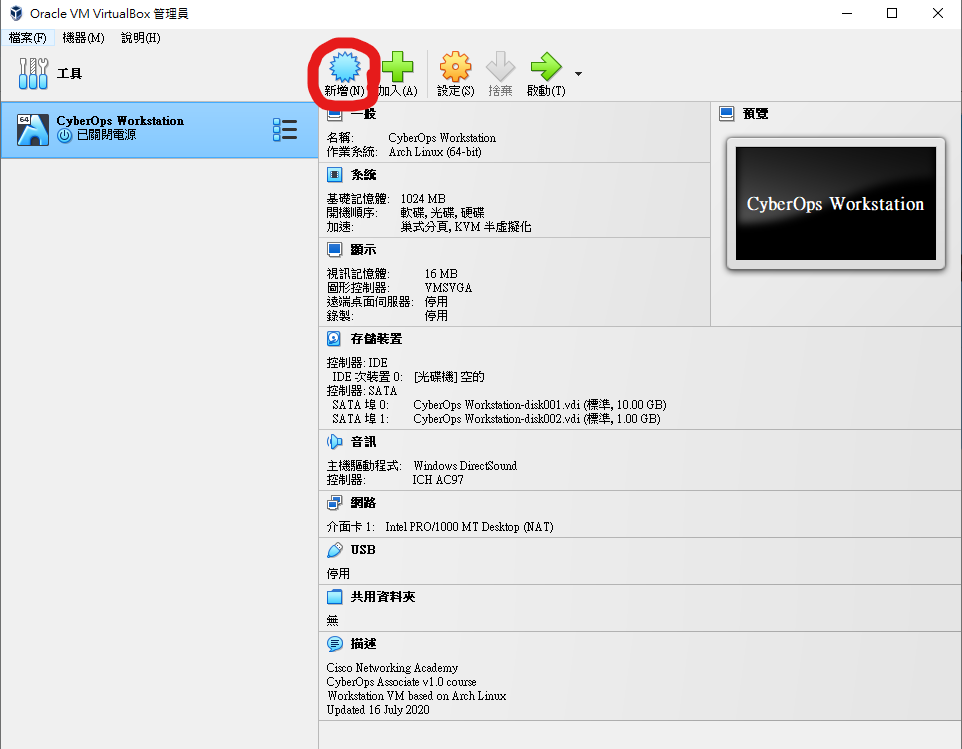 Oracle VM VirtualBox 管理員
檔案(F) 機器(M) 說明(H)
工具
新增(N) 加入(A) 設定(S) 捨棄 啟動(T)
64
CyberOps Workstation
已關閉電源
一般
名稱: CyberOps Workstation
作業系統: Arch Linux (64-bit)
系統
基礎記憶體: 1024 MB
開機順序: 軟碟, 光碟, 硬碟
加速: 巢式分頁, KVM 半虛擬化
顯示
視訊記憶體: 16 MB
圖形控制器: VMSVGA
遠端桌面伺服器: 停用
錄製: 停用
預覽
CyberOps Workstation
存儲裝置
控制器: IDE
IDE 次裝置 0: [光碟機] 空的
控制器: SATA
SATA 埠 0: CyberOps Workstation-disk001.vdi (標準, 10.00 GB)
SATA 埠 1: CyberOps Workstation-disk002.vdi (標準, 1.00 GB)
音訊
主機驅動程式: Windows DirectSound
控制器: ICH AC97
網路
介面卡 1: Intel PRO/1000 MT Desktop (NAT)
USB
停用
共用資料夾
無
描述
Cisco Networking Academy
CyberOps Associate v1.0 course
Workstation VM based on Arch Linux
Updated 16 July 2020